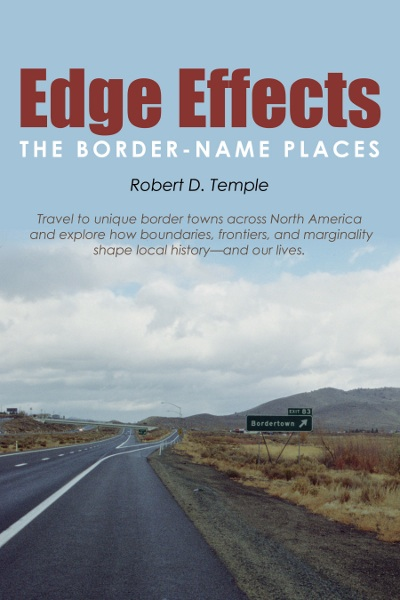 Edge Effects
THE BORDER-NAME PLACES
Robert D. Temple
Travel to unique border towns across North America
and explore how boundaries, frontiers, and marginality
shape local history—and our lives.
EXIT 83
Bordertown